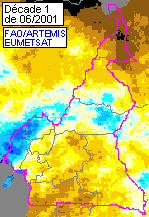 Décade 1
de 06/2001
FAO/ARTEMIS
EUMETSAT